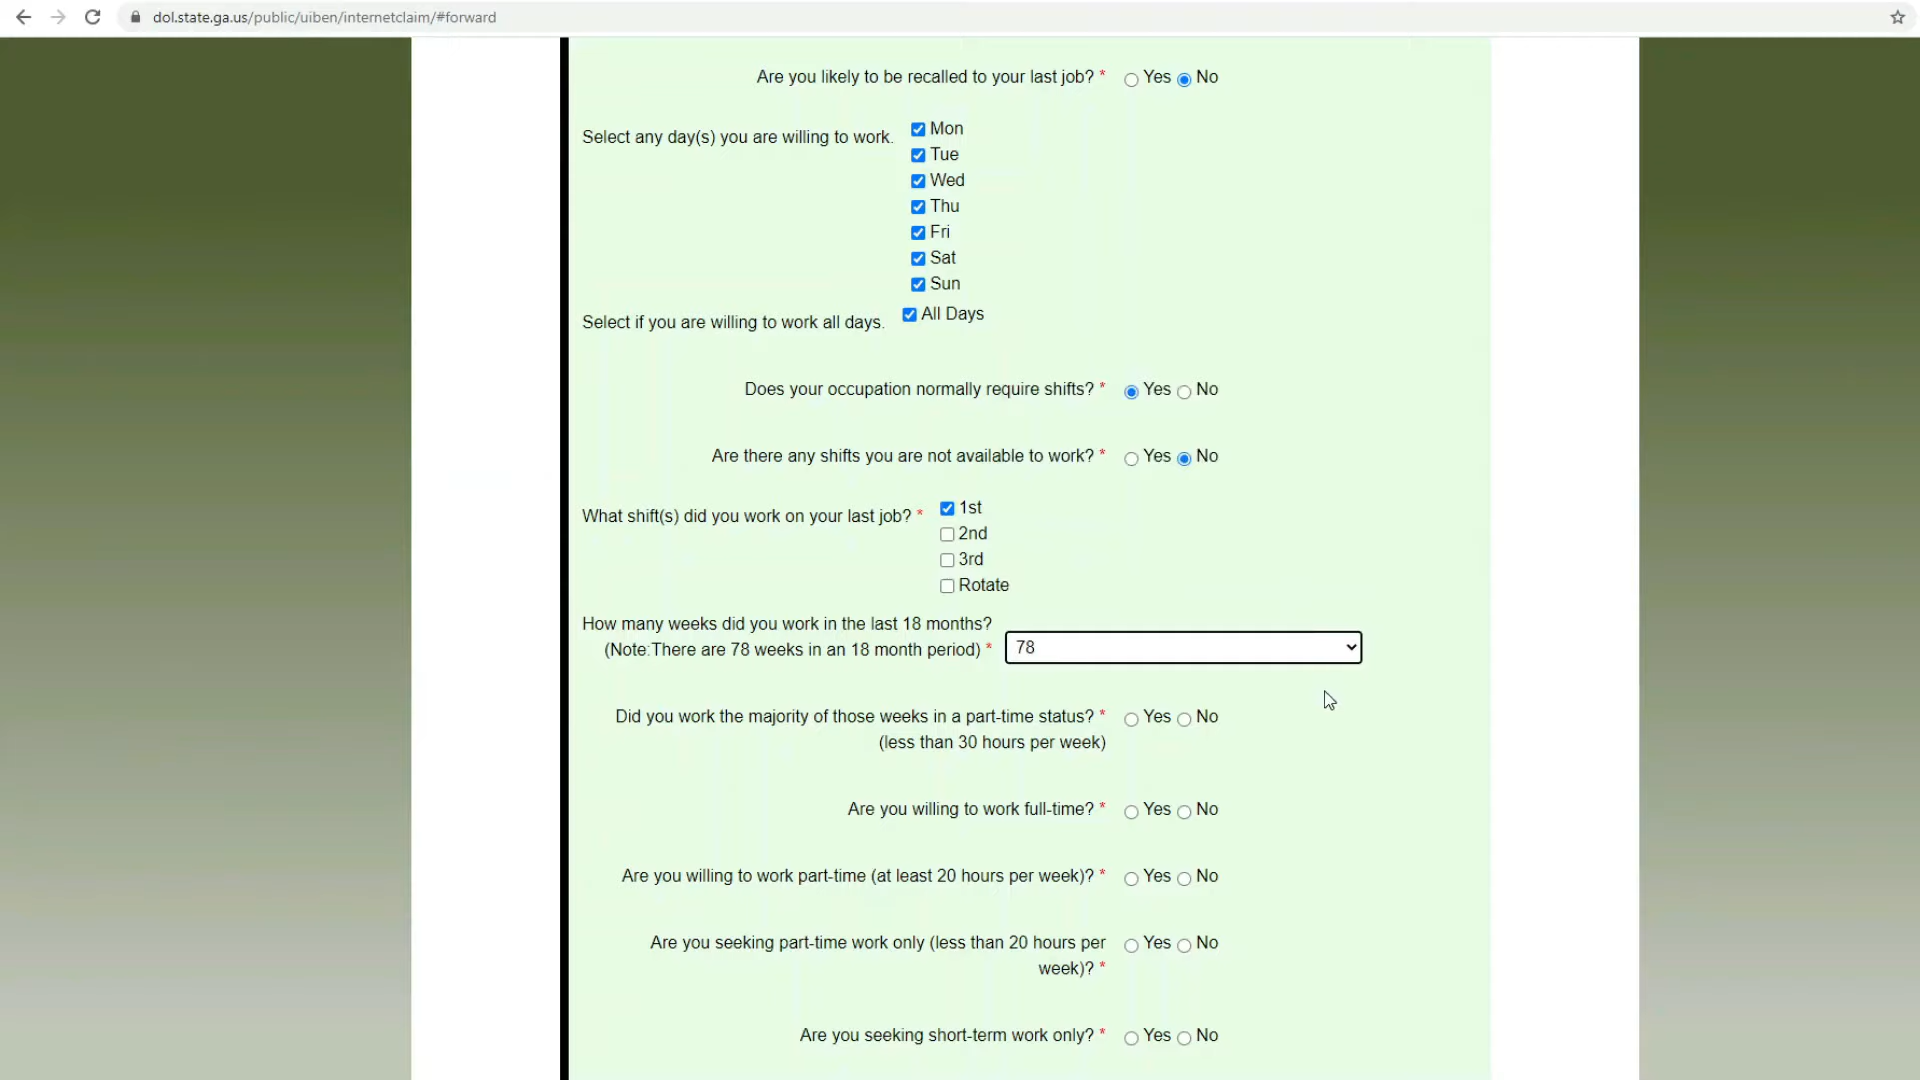 dol.state.ga.us/public/uiben/internetclaim/#forward
Are you likely to be recalled to your last job? * Yes No
Select any day(s) you are willing to work.
Mon
Tue
Wed
Thu
Fri
Sat
Sun
Select if you are willing to work all days. All Days
Does your occupation normally require shifts? * Yes No
Are there any shifts you are not available to work? * Yes No
What shift(s) did you work on your last job? *
1st
2nd
3rd
Rotate
How many weeks did you work in the last 18 months?
(Note:There are 78 weeks in an 18 month period) * 78
Did you work the majority of those weeks in a part-time status? * Yes No
(less than 30 hours per week)
Are you willing to work full-time? * Yes No
Are you willing to work part-time (at least 20 hours per week)? * Yes No
Are you seeking part-time work only (less than 20 hours per Yes No
week)? *
Are you seeking short-term work only? * Yes No